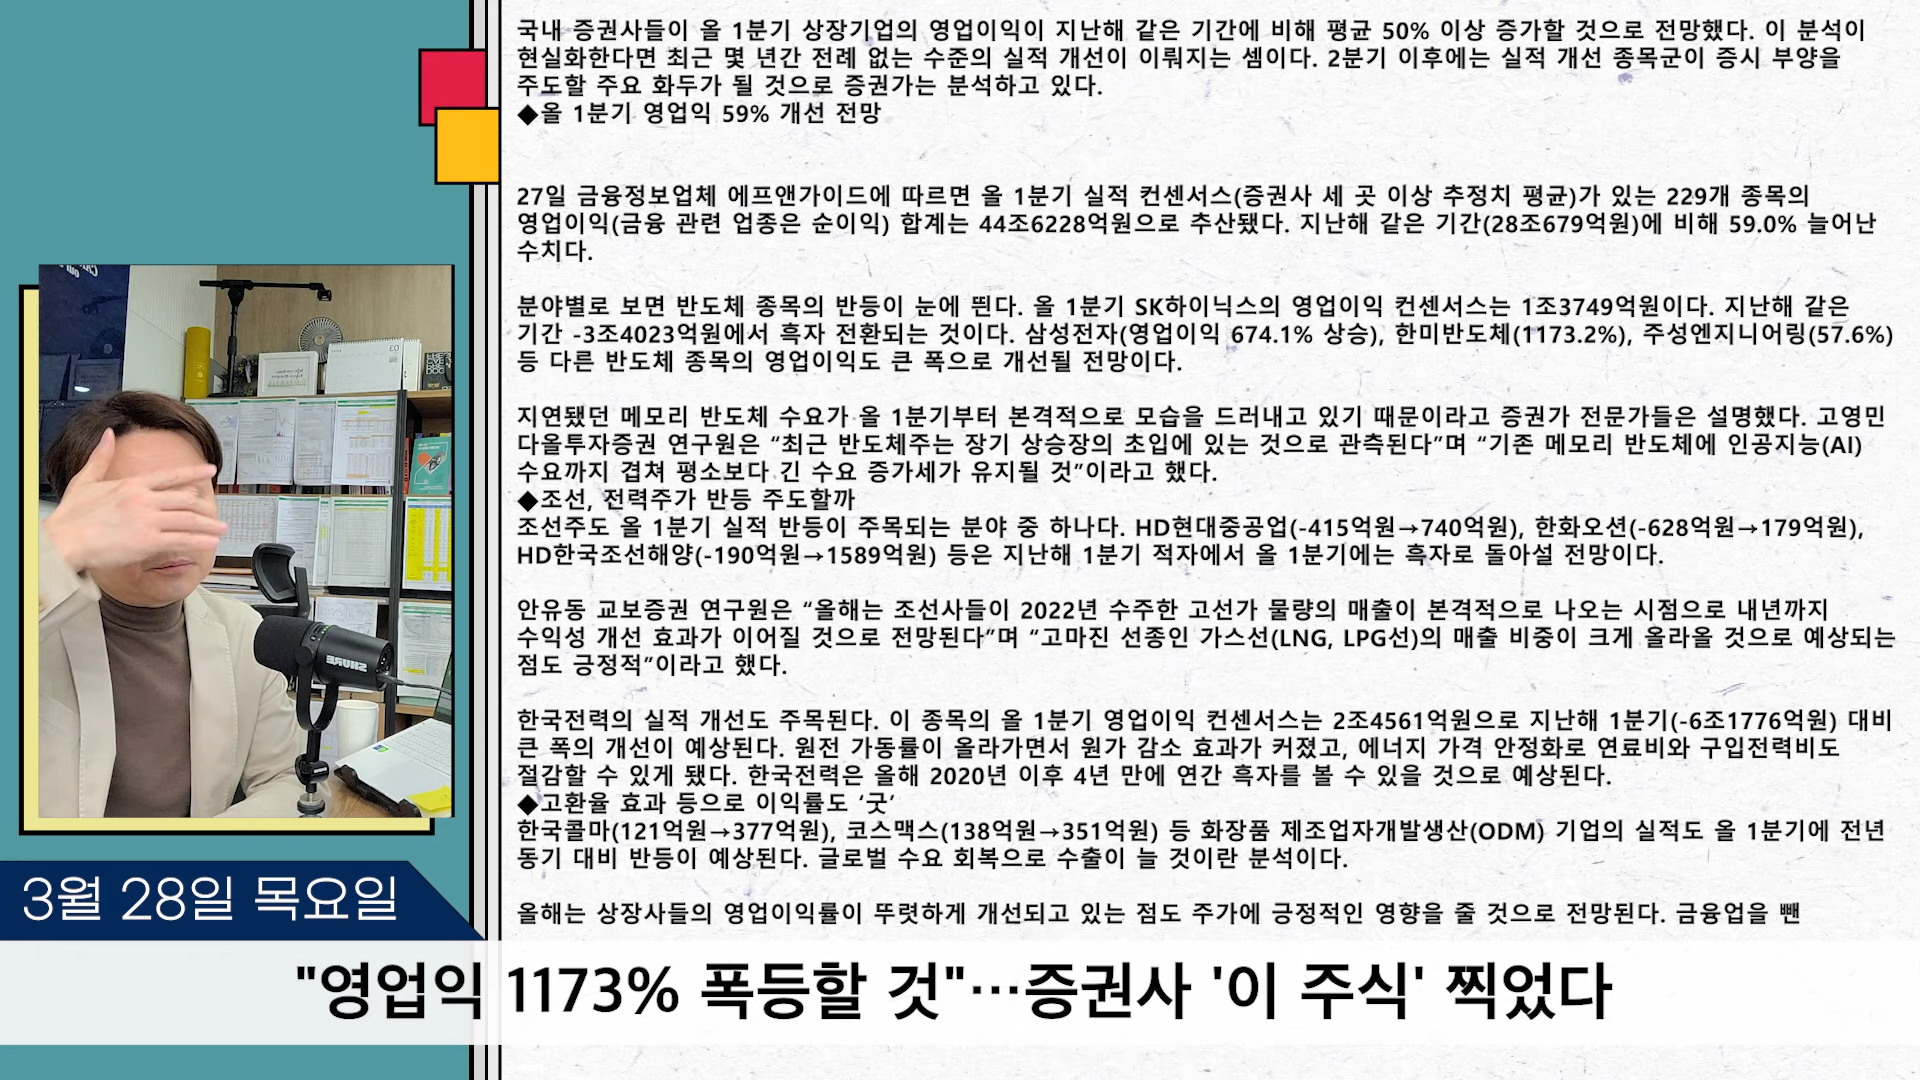 국내 증권사들이 올 1분기 상장기업의 영업이익이 지난해 같은 기간에 비해 평균 50% 이상 증가할 것으로 전망했다. 이 분석이
현실화한다면 최근 몇 년간 전례 없는 수준의 실적 개선이 이뤄지는 셈이다. 2분기 이후에는 실적 개선 종목군이 증시 부양을
주도할 주요 화두가 될 것으로 증권가는 분석하고 있다.
◆올 1분기 영업익 59% 개선 전망
27일 금융정보업체 에프앤가이드에 따르면 올 1분기 실적 컨센서스(증권사 세 곳 이상 추정치 평균)가 있는 229개 종목의
영업이익(금융 관련 업종은 순이익) 합계는 44조6228억원으로 추산됐다. 지난해 같은 기간(28조679억원)에 비해 59.0% 늘어난
수치다.
분야별로 보면 반도체 종목의 반등이 눈에 띈다. 올 1분기 SK하이닉스의 영업이익 컨센서스는 1조3749억원이다. 지난해 같은
기간 -3조4023억원에서 흑자 전환되는 것이다. 삼성전자(영업이익 674.1% 상승), 한미반도체(1173.2%), 주성엔지니어링(57.6%)
등 다른 반도체 종목의 영업이익도 큰 폭으로 개선될 전망이다.
지연됐던 메모리 반도체 수요가 올 1분기부터 본격적으로 모습을 드러내고 있기 때문이라고 증권가 전문가들은 설명했다. 고영민
다올투자증권 연구원은 “최근 반도체주는 장기 상승장의 초입에 있는 것으로 관측된다”며 “기존 메모리 반도체에 인공지능(AI)
수요까지 겹쳐 평소보다 긴 수요 증가세가 유지될 것”이라고 했다.
◆조선, 전력주가 반등 주도할까
조선주도 올 1분기 실적 반등이 주목되는 분야 중 하나다. HD현대중공업(-415억원→740억원), 한화오션(-628억원→179억원),
HD한국조선해양(-190억원→1589억원) 등은 지난해 1분기 적자에서 올 1분기에는 흑자로 돌아설 전망이다.
안유동 교보증권 연구원은 “올해는 조선사들이 2022년 수주한 고선가 물량의 매출이 본격적으로 나오는 시점으로 내년까지
수익성 개선 효과가 이어질 것으로 전망된다”며 “고마진 선종인 가스선(LNG, LPG선)의 매출 비중이 크게 올라올 것으로 예상되는
점도 긍정적”이라고 했다.
한국전력의 실적 개선도 주목된다. 이 종목의 올 1분기 영업이익 컨센서스는 2조4561억원으로 지난해 1분기(-6조1776억원) 대비
큰 폭의 개선이 예상된다. 원전 가동률이 올라가면서 원가 감소 효과가 커졌고, 에너지 가격 안정화로 연료비와 구입전력비도
절감할 수 있게 됐다. 한국전력은 올해 2020년 이후 4년 만에 연간 흑자를 볼 수 있을 것으로 예상된다.
◆고환율 효과 등으로 이익률도 ‘굿’
한국콜마(121억원→377억원), 코스맥스(138억원→351억원) 등 화장품 제조업자개발생산(ODM) 기업의 실적도 올 1분기에 전년
동기 대비 반등이 예상된다. 글로벌 수요 회복으로 수출이 늘 것이란 분석이다.
올해는 상장사들의 영업이익률이 뚜렷하게 개선되고 있는 점도 주가에 긍정적인 영향을 줄 것으로 전망된다. 금융업을 뺀
SHURE
3월 28일 목요일
"영업익 1173% 폭등할 것"…증권사 '이 주식' 찍었다